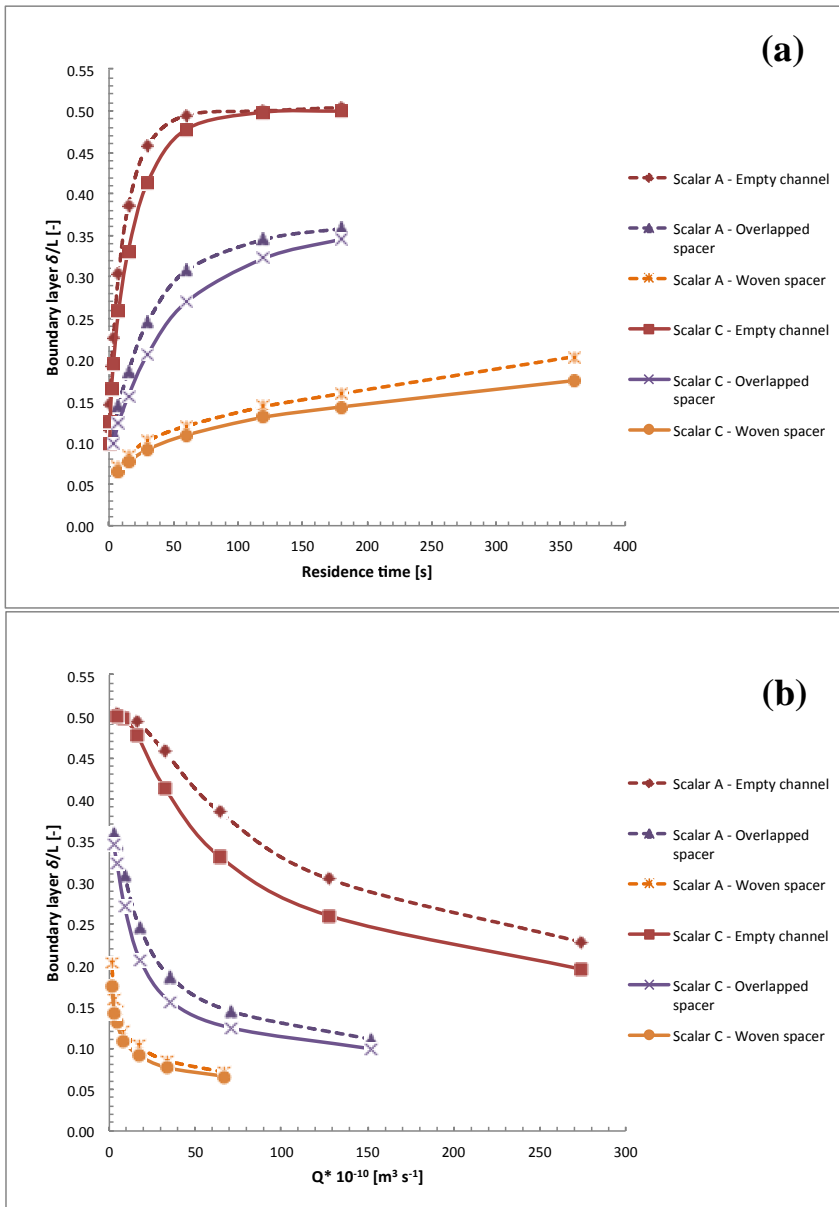 (a)
0.55
0.50
0.45
0.40
0.35
0.30
0.25
0.20
0.15
0.10
0.05
0.00
Boundary layer δ/L [-]
0 50 100 150 200 250 300 350 400
Residence time [s]
Scalar A - Empty channel
Scalar A - Overlapped
spacer
Scalar A - Woven spacer
Scalar C - Empty channel
Scalar C - Overlapped
spacer
Scalar C - Woven spacer
(b)
0.55
0.50
0.45
0.40
0.35
0.30
0.25
0.20
0.15
0.10
0.05
0.00
Boundary layer δ/L [-]
0 50 100 150 200 250 300
Q* 10⁻¹⁰ [m³ s⁻¹]
Scalar A - Empty channel
Scalar A - Overlapped
spacer
Scalar A - Woven spacer
Scalar C - Empty channel
Scalar C - Overlapped
spacer
Scalar C - Woven spacer